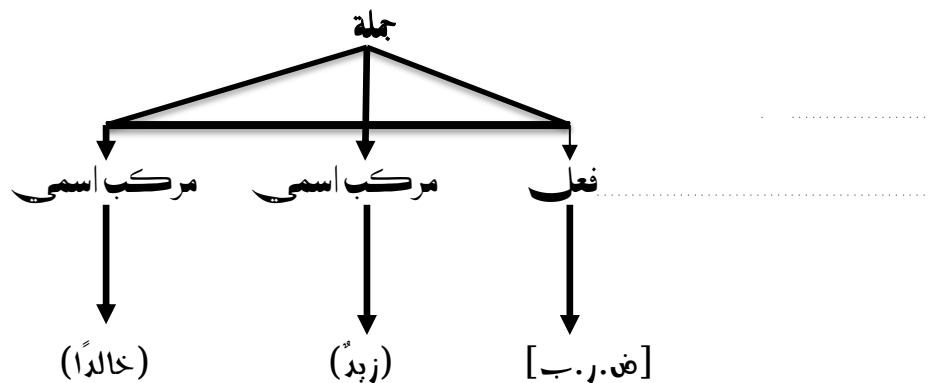 جملة
فعل مركب اسمي مركب اسمي
[ض.ر.ب] (زيدٌ) (خالدًا)